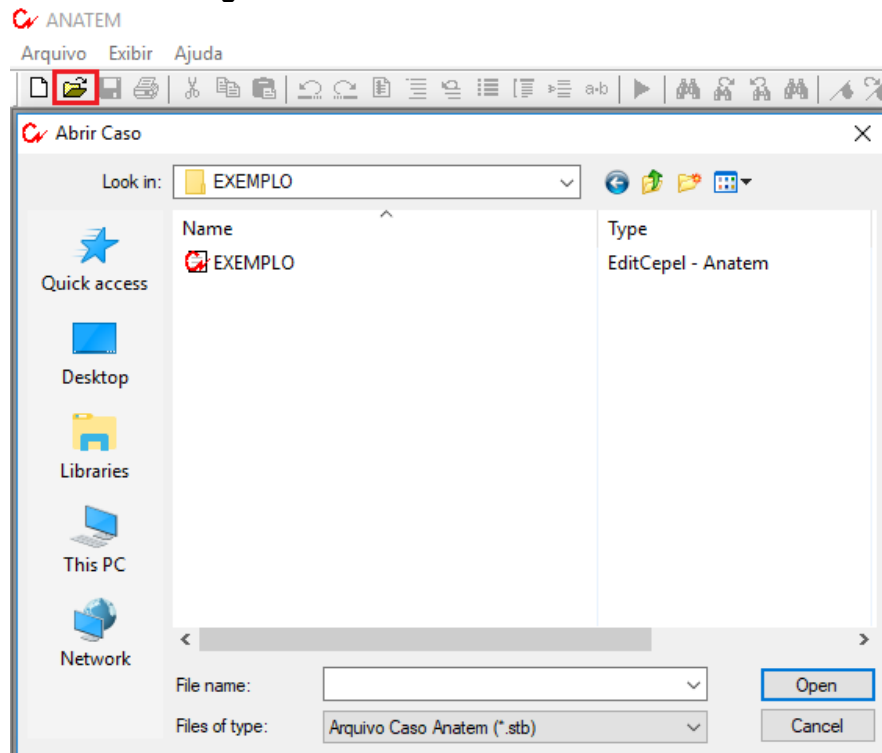 ANATEM
Arquivo Exibir Ajuda
a•b
Abrir Caso
Look in: EXEMPLO
Name Type
EXEMPLO EditCepel - Anatem
Quick access
Desktop
Libraries
This PC
Network
File name: Open
Files of type: Arquivo Caso Anatem (*.stb) Cancel